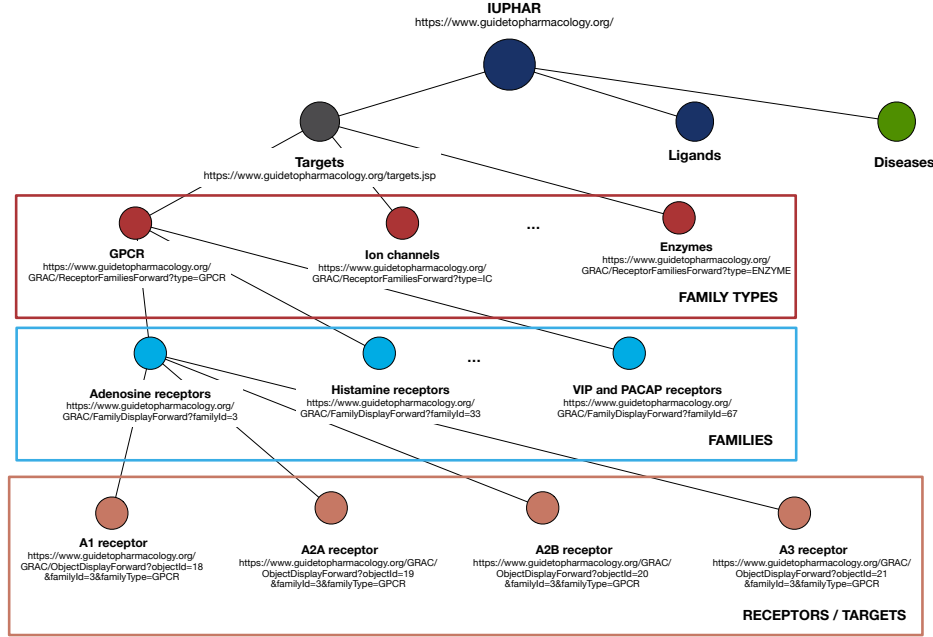 IUPHAR
https://www.guidetopharmacology.org/
Targets
https://www.guidetopharmacology.org/targets.jsp
Ligands
Diseases
GPCR
https://www.guidetopharmacology.org/
GRAC/ReceptorFamiliesForward?type=GPCR
Ion channels
https://www.guidetopharmacology.org/
GRAC/ReceptorFamiliesForward?type=IC
...
Enzymes
https://www.guidetopharmacology.org/
GRAC/ReceptorFamiliesForward?type=ENZYME
FAMILY TYPES
Adenosine receptors
https://www.guidetopharmacology.org/
GRAC/FamilyDisplayForward?familyId=3
Histamine receptors
https://www.guidetopharmacology.org/
GRAC/FamilyDisplayForward?familyId=33
...
VIP and PACAP receptors
https://www.guidetopharmacology.org/
GRAC/FamilyDisplayForward?familyId=67
FAMILIES
A1 receptor
https://www.guidetopharmacology.org/
GRAC/ObjectDisplayForward?objectId=18
&familyId=3&familyType=GPCR
A2A receptor
https://www.guidetopharmacology.org/GRAC/
ObjectDisplayForward?objectId=19
&familyId=3&familyType=GPCR
A2B receptor
https://www.guidetopharmacology.org/GRAC/
ObjectDisplayForward?objectId=20
&familyId=3&familyType=GPCR
A3 receptor
https://www.guidetopharmacology.org/GRAC/
ObjectDisplayForward?objectId=21
&familyId=3&familyType=GPCR
RECEPTORS / TARGETS